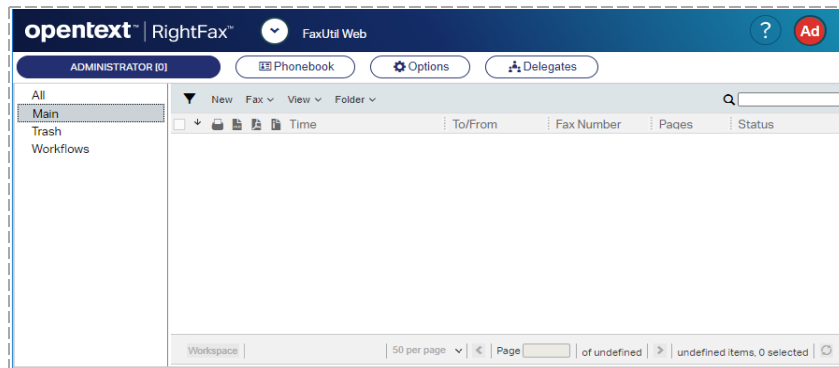 opentext™ | RightFax™ FaxUtil Web ? Ad
ADMINISTRATOR [0] Phonebook Options Delegates
All
Main
Trash
Workflows
New Fax View Folder
Time To/From Fax Number Pages Status
Workspace 50 per page Page of undefined undefined items, 0 selected